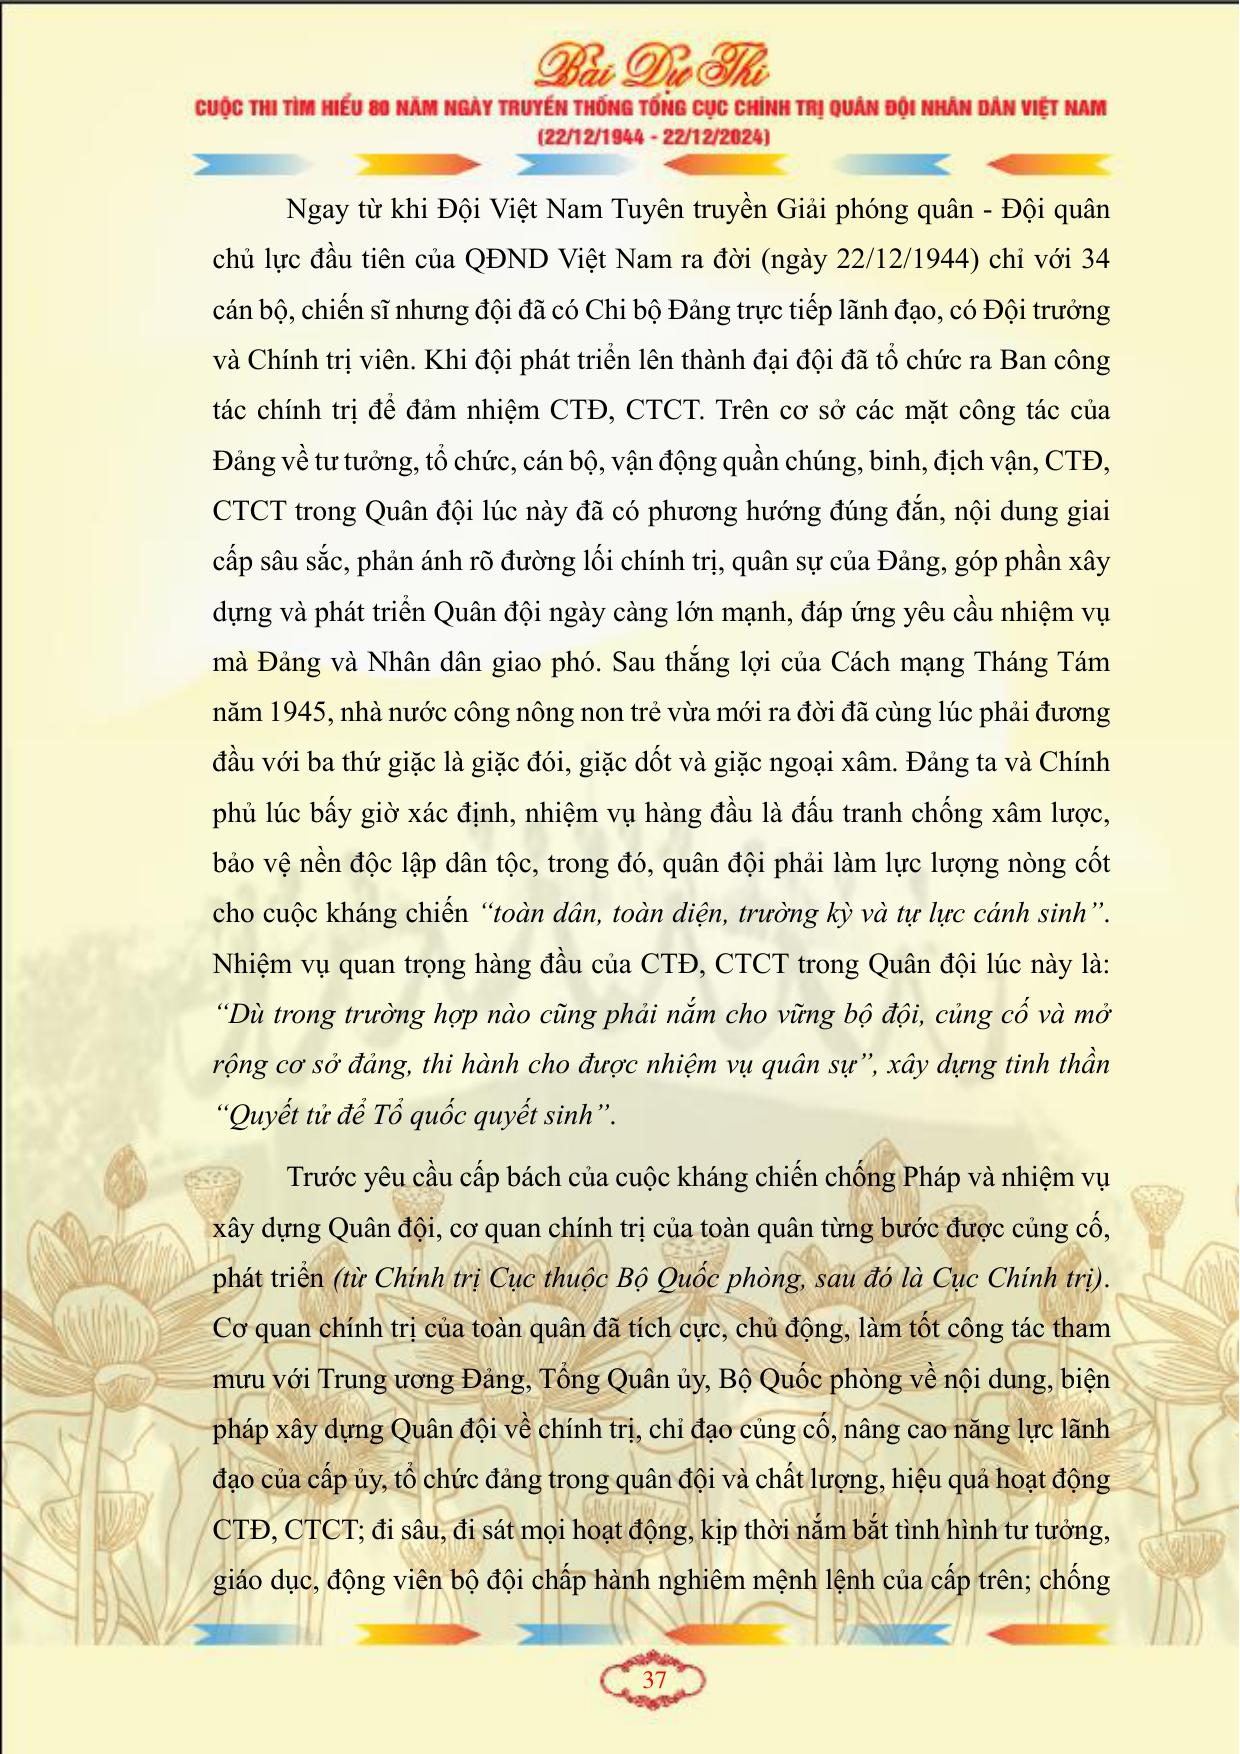 Bài Dự Thi
CUỘC THI TÌM HIỂU 80 NĂM NGÀY TRUYỀN THỐNG TỔNG CỤC CHÍNH TRỊ QUÂN ĐỘI NHÂN DÂN VIỆT NAM
(22/12/1944 - 22/12/2024)
Ngay từ khi Đội Việt Nam Tuyên truyền Giải phóng quân - Đội quân
chủ lực đầu tiên của QĐND Việt Nam ra đời (ngày 22/12/1944) chỉ với 34
cán bộ, chiến sĩ nhưng đội đã có Chi bộ Đảng trực tiếp lãnh đạo, có Đội trưởng
và Chính trị viên. Khi đội phát triển lên thành đại đội đã tổ chức ra Ban công
tác chính trị để đảm nhiệm CTĐ, CTCT. Trên cơ sở các mặt công tác của
Đảng về tư tưởng, tổ chức, cán bộ, vận động quần chúng, binh, địch vận, CTĐ,
CTCT trong Quân đội lúc này đã có phương hướng đúng đắn, nội dung giai
cấp sâu sắc, phản ánh rõ đường lối chính trị, quân sự của Đảng, góp phần xây
dựng và phát triển Quân đội ngày càng lớn mạnh, đáp ứng yêu cầu nhiệm vụ
mà Đảng và Nhân dân giao phó. Sau thắng lợi của Cách mạng Tháng Tám
năm 1945, nhà nước công nông non trẻ vừa mới ra đời đã cùng lúc phải đương
đầu với ba thứ giặc là giặc đói, giặc dốt và giặc ngoại xâm. Đảng ta và Chính
phủ lúc bấy giờ xác định, nhiệm vụ hàng đầu là đấu tranh chống xâm lược,
bảo vệ nền độc lập dân tộc, trong đó, quân đội phải làm lực lượng nòng cốt
cho cuộc kháng chiến “toàn dân, toàn diện, trường kỳ và tự lực cánh sinh”.
Nhiệm vụ quan trọng hàng đầu của CTĐ, CTCT trong Quân đội lúc này là:
“Dù trong trường hợp nào cũng phải nắm cho vững bộ đội, củng cố và mở
rộng cơ sở đảng, thi hành cho được nhiệm vụ quân sự”, xây dựng tinh thần
“Quyết tử để Tổ quốc quyết sinh”.
Trước yêu cầu cấp bách của cuộc kháng chiến chống Pháp và nhiệm vụ
xây dựng Quân đội, cơ quan chính trị của toàn quân từng bước được củng cố,
phát triển (từ Chính trị Cục thuộc Bộ Quốc phòng, sau đó là Cục Chính trị).
Cơ quan chính trị của toàn quân đã tích cực, chủ động, làm tốt công tác tham
mưu với Trung ương Đảng, Tổng Quân ủy, Bộ Quốc phòng về nội dung, biện
pháp xây dựng Quân đội về chính trị, chỉ đạo củng cố, nâng cao năng lực lãnh
đạo của cấp ủy, tổ chức đảng trong quân đội và chất lượng, hiệu quả hoạt động
CTĐ, CTCT; đi sâu, đi sát mọi hoạt động, kịp thời nắm bắt tình hình tư tưởng,
giáo dục, động viên bộ đội chấp hành nghiêm mệnh lệnh của cấp trên; chống
37